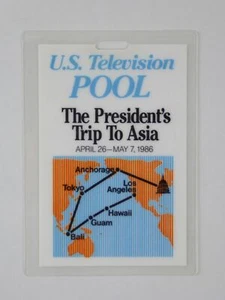 U.S. Television
POOL
The President's
Trip To Asia
APRIL 26—MAY 7, 1986
Anchorage
Los
Angeles
Tokyo
Hawaii
Guam
Bali